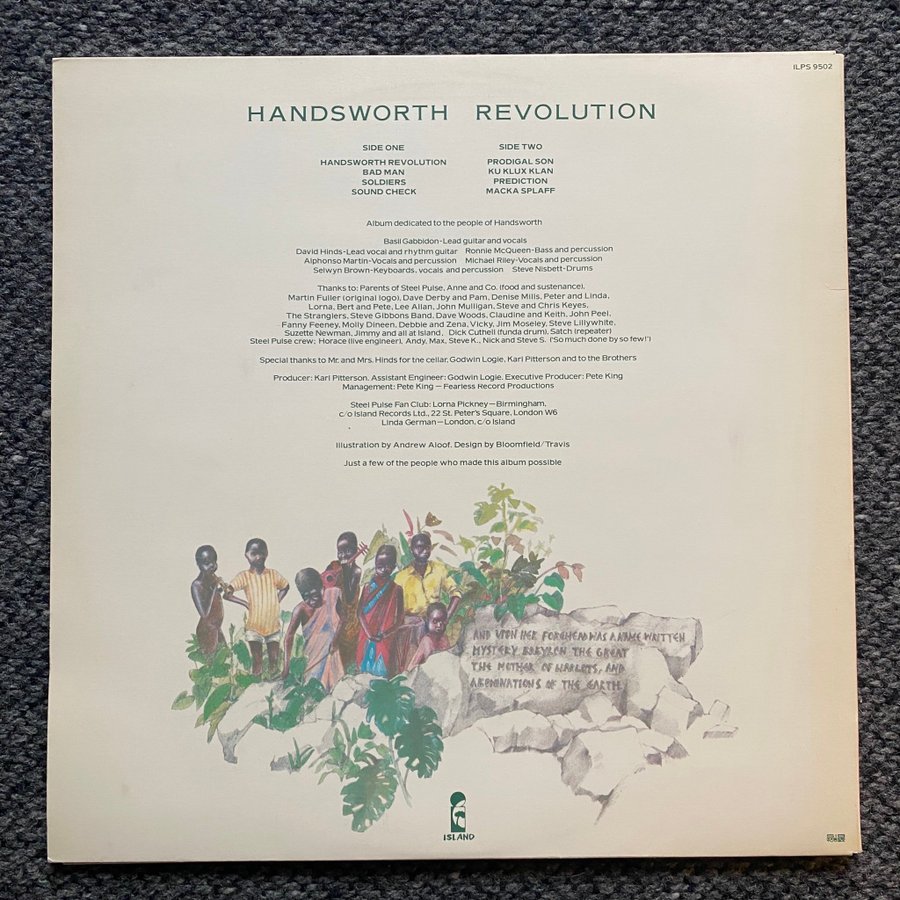 ILPS 9502
HANDSWORTH REVOLUTION
SIDE ONE
HANDSWORTH REVOLUTION
BAD MAN
SOLDIERS
SOUND CHECK
SIDE TWO
PRODIGAL SON
KU KLUX KLAN
PREDICTION
MACKA SPLAFF
Album dedicated to the people of Handsworth
Basil Gabbidon-Lead guitar and vocals
David Hinds-Lead vocal and rhythm guitar Ronnie McQueen-Bass and percussion
Alphonso Martin-Vocals and percussion Michael Riley-Vocals and percussion
Selwyn Brown-Keyboards, vocals and percussion Steve Nisbett-Drums
Thanks to: Parents of Steel Pulse, Anne and Co. (food and sustenance),
Martin Fuller (original logo), Dave Derby and Pam, Denise Mills, Peter and Linda,
Lorna, Bert and Pete, Lee Allan, John Mulligan, Steve and Chris Keyes,
The Stranglers, Steve Gibbons Band, Dave Woods, Claudine and Keith, John Peel,
Fanny Feeney, Molly Dineen, Debbie and Zena, Vicky, Jim Moseley, Steve Lillywhite,
Suzette Newman, Jimmy and all at Island, Dick Cuthell (funda drum), Satch (repeater)
Steel Pulse crew; Horace (live engineer), Andy, Max, Steve K., Nick and Steve S. ('So much done by so few!')
Special thanks to Mr. and Mrs. Hinds for the cellar, Godwin Logie, Karl Pitterson and to the Brothers
Producer: Karl Pitterson. Assistant Engineer: Godwin Logie. Executive Producer: Pete King
Management: Pete King — Fearless Record Productions
Steel Pulse Fan Club: Lorna Pickney—Birmingham,
c/o Island Records Ltd., 22 St. Peter's Square, London W6
Linda German—London, c/o Island
Illustration by Andrew Aloof. Design by Bloomfield/Travis
Just a few of the people who made this album possible
AND UPON HER FOREHEAD WAS A NAME WRITTEN
MYSTERY BABYLON THE GREAT
THE MOTHER OF HARLOTS, AND
ABOMINATIONS OF THE EARTH
ISLAND